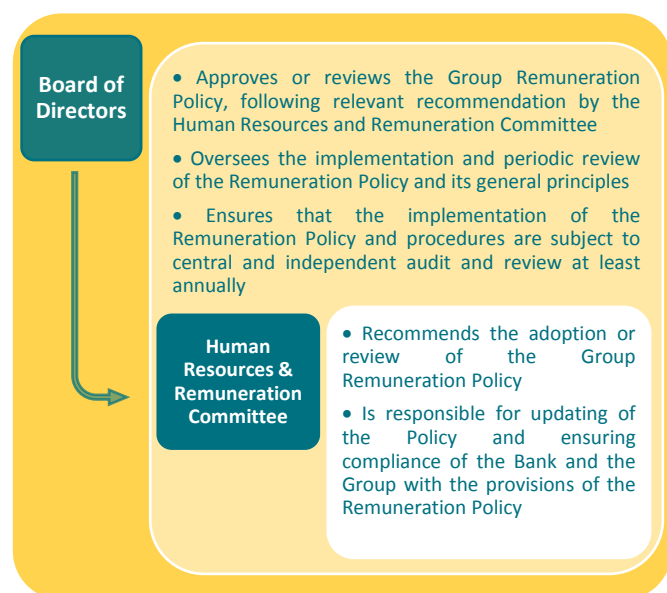 Board of
Directors
• Approves or reviews the Group Remuneration
Policy, following relevant recommendation by the
Human Resources and Remuneration Committee
• Oversees the implementation and periodic review
of the Remuneration Policy and its general principles
• Ensures that the implementation of the
Remuneration Policy and procedures are subject to
central and independent audit and review at least
annually
Human
Resources &
Remuneration
Committee
• Recommends the adoption or
review of the Group
Remuneration Policy
• Is responsible for updating of
the Policy and ensuring
compliance of the Bank and the
Group with the provisions of the
Remuneration Policy